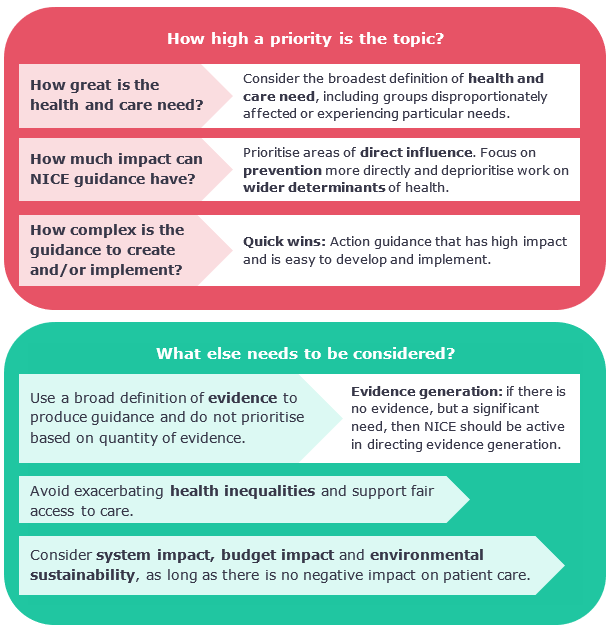 How high a priority is the topic?
How great is the
health and care need?
Consider the broadest definition of health and
care need, including groups disproportionately
affected or experiencing particular needs.
How much impact can
NICE guidance have?
Prioritise areas of direct influence. Focus on
prevention more directly and deprioritise work on
wider determinants of health.
How complex is the
guidance to create
and/or implement?
Quick wins: Action guidance that has high impact
and is easy to develop and implement.
What else needs to be considered?
Use a broad definition of evidence to
produce guidance and do not prioritise
based on quantity of evidence.
Evidence generation: if there is
no evidence, but a significant
need, then NICE should be active
in directing evidence generation.
Avoid exacerbating health inequalities and support fair
access to care.
Consider system impact, budget impact and environmental
sustainability, as long as there is no negative impact on patient care.